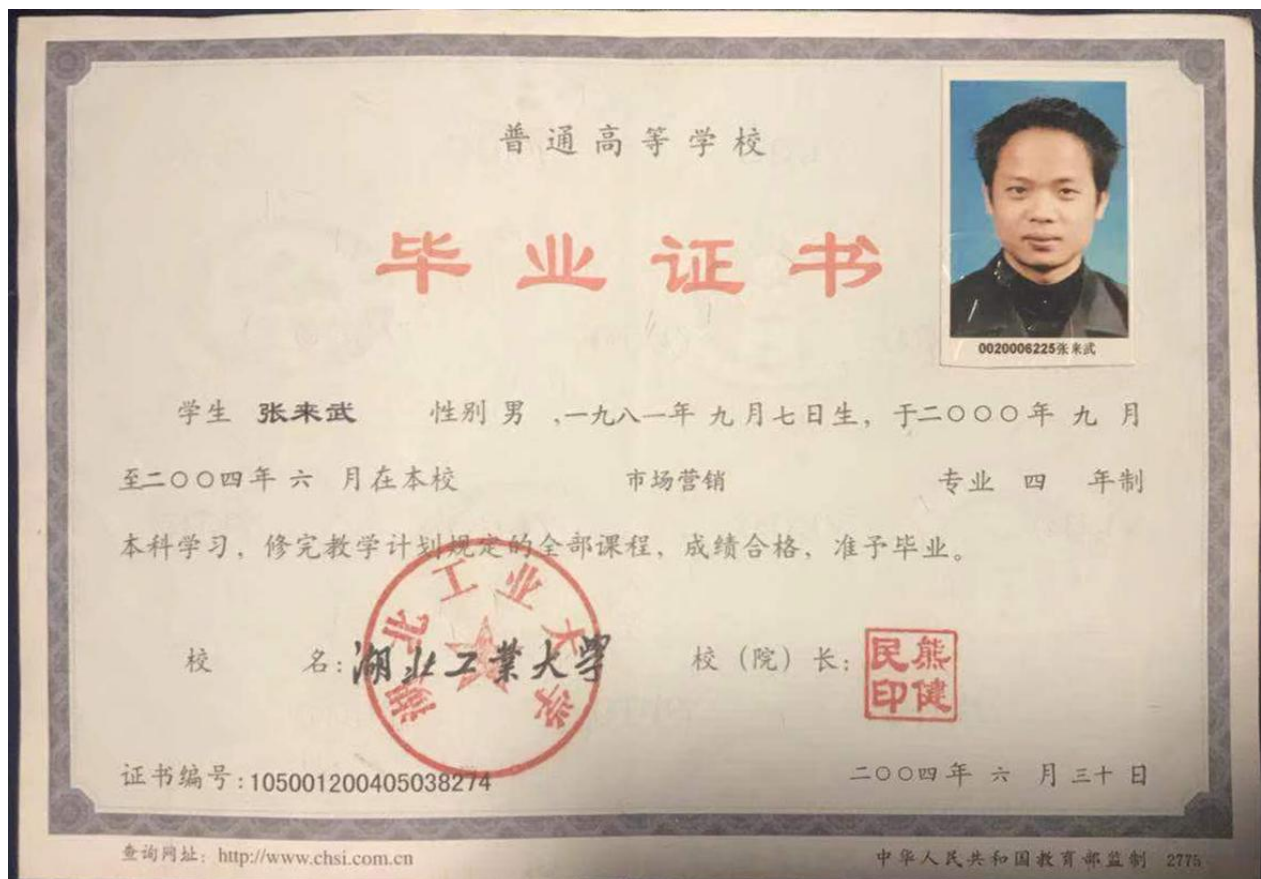 普通高等学校
毕业证书
0020006225张来武
学生 张来武 性别 男 ,一九八一年 九月七日生，于二〇〇〇年 九 月
至二〇〇四年 六 月在本校 市场营销 专业 四 年制
本科学习，修完教学计划规定的全部课程，成绩合格，准予毕业。
校 名：湖北工業大學 校（院）长：
湖北工业大学
熊健民印
证书编号：105001200405038274
二〇〇四年 六 月三十日
查询网址：http://www.chsi.com.cn
中华人民共和国教育部监制 2775